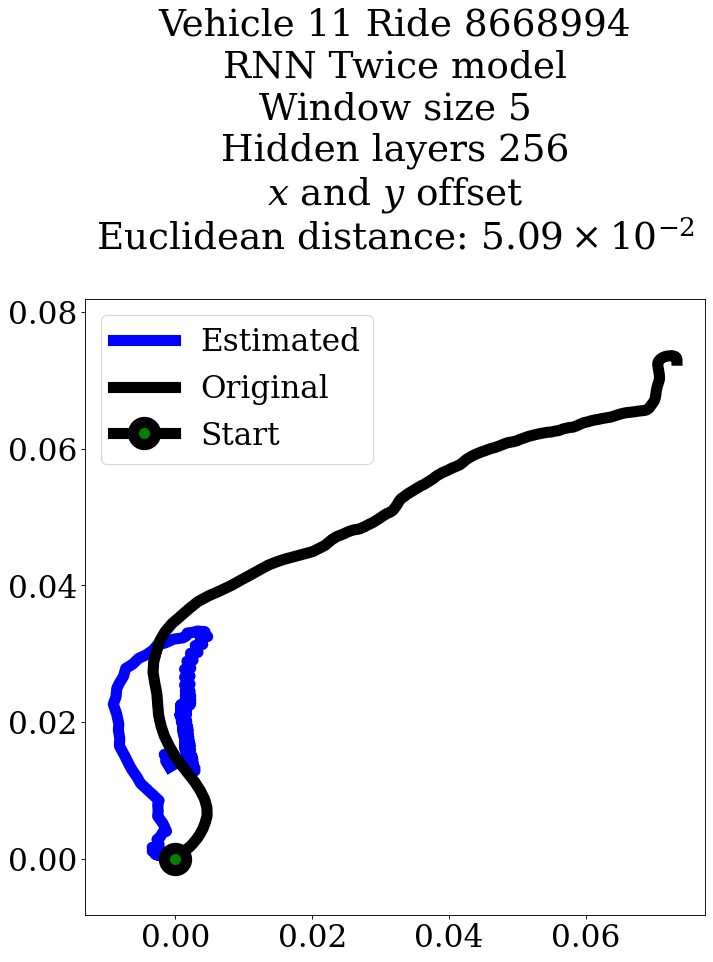 Vehicle 11 Ride 8668994
RNN Twice model
Window size 5
Hidden layers 256
x and y offset
Euclidean distance: 5.09 × 10⁻²
Estimated
Original
Start
0.08
0.06
0.04
0.02
0.00
0.00 0.02 0.04 0.06